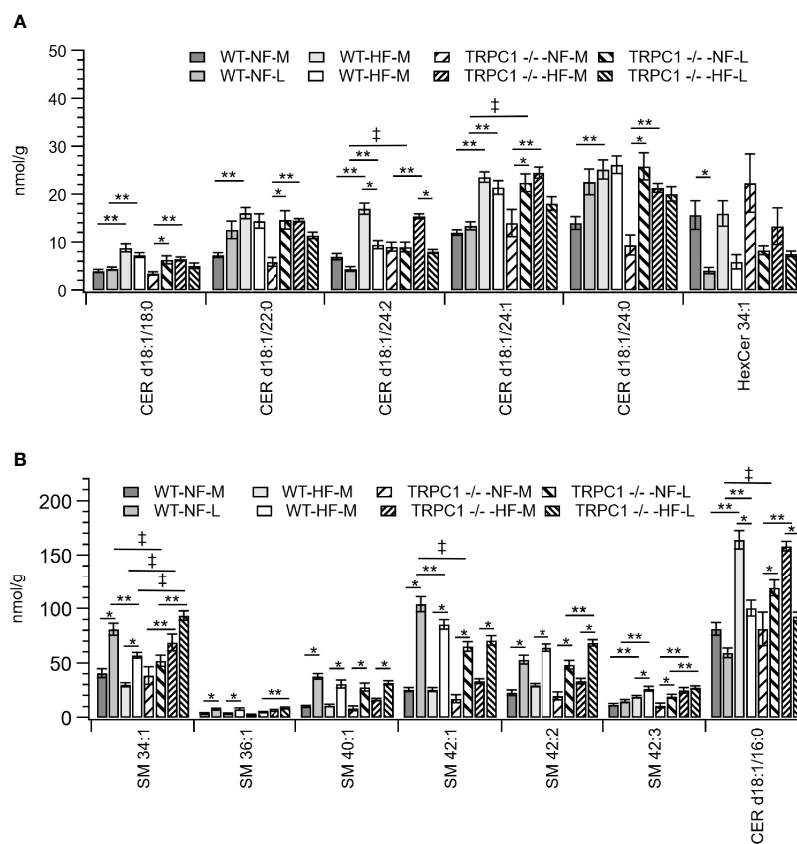 A
WT-NF-M WT-HF-M TRPC1 -/- -NF-M TRPC1 -/- -NF-L
WT-NF-L WT-HF-M TRPC1 -/- -HF-M TRPC1 -/- -HF-L
nmol/g
50
40
30
20
10
0
** ** * **
** * **
** ** * ‡ ** *
** ** ‡ * **
** * **
*
CER d18:1/18:0
CER d18:1/22:0
CER d18:1/24:2
CER d18:1/24:1
CER d18:1/24:0
HexCer 34:1
B
WT-NF-M WT-HF-M TRPC1 -/- -NF-M TRPC1 -/- -NF-L
WT-NF-L WT-HF-M TRPC1 -/- -HF-M TRPC1 -/- -HF-L
nmol/g
200
150
100
50
0
* ** * ‡ ‡ ‡ ** **
* * **
* * * *
* ** * ‡ * *
* * * ** *
** ** * * ** **
** ** * ‡ * ** *
SM 34:1
SM 36:1
SM 40:1
SM 42:1
SM 42:2
SM 42:3
CER d18:1/16:0